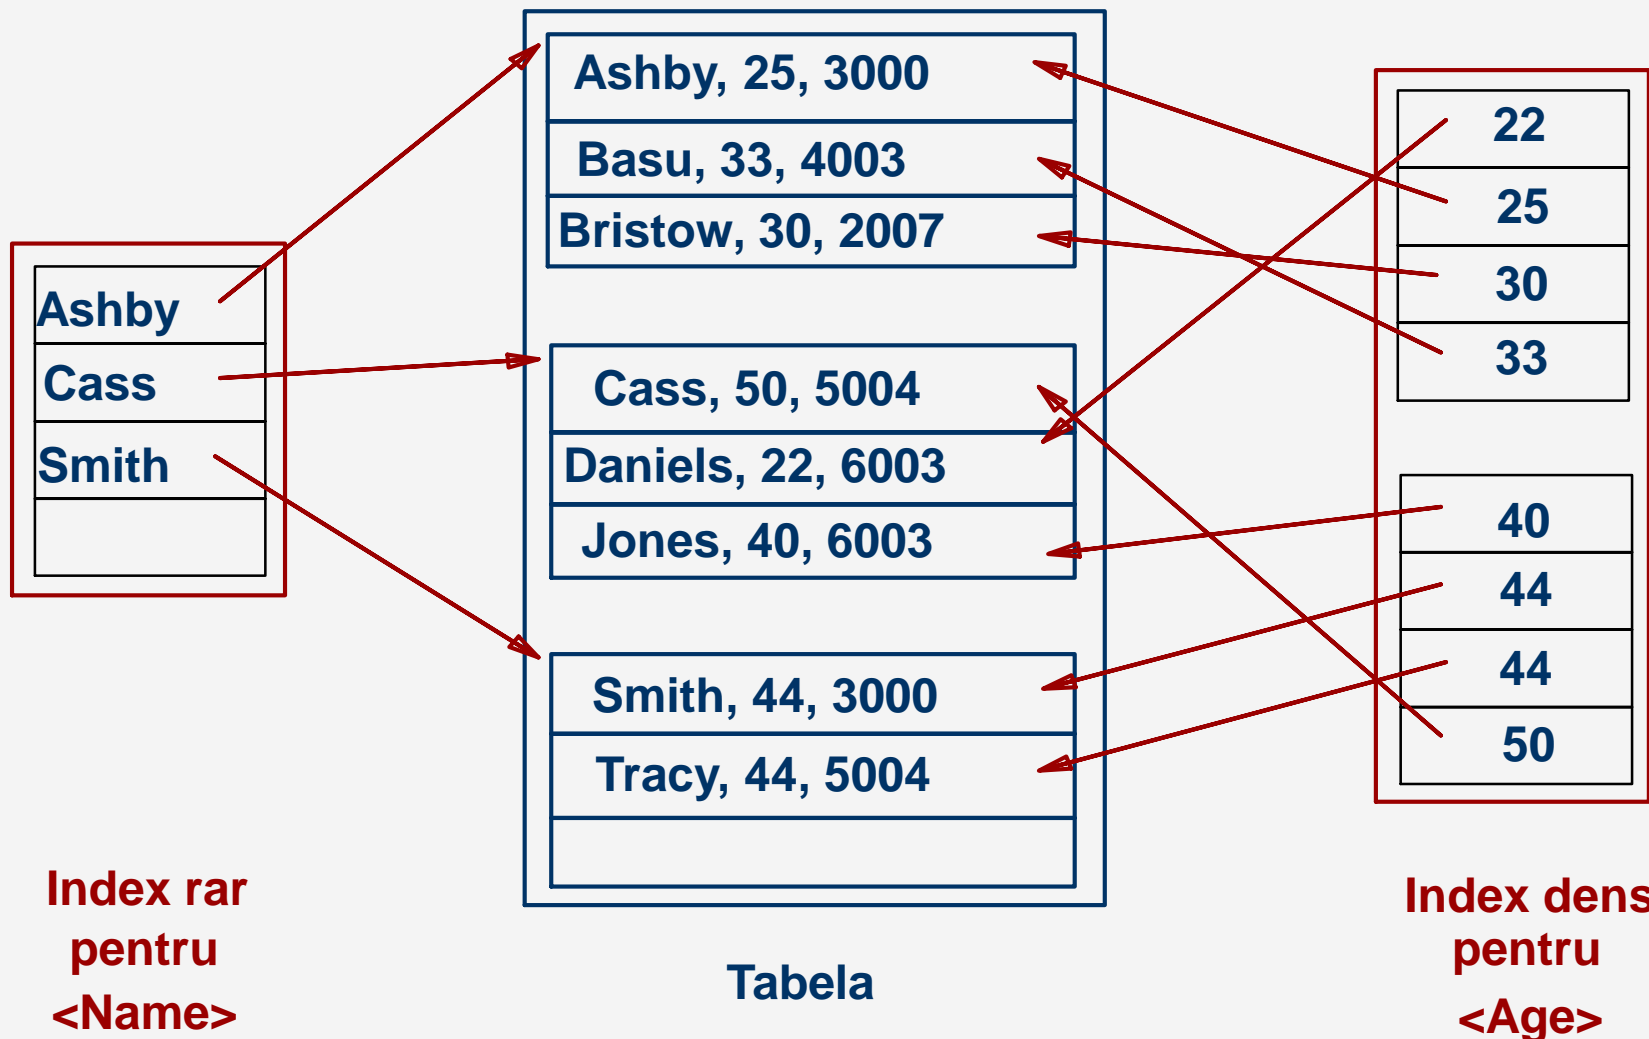 Ashby
Cass
Smith
Index rar
pentru
<Name>
Ashby, 25, 3000
Basu, 33, 4003
Bristow, 30, 2007
Cass, 50, 5004
Daniels, 22, 6003
Jones, 40, 6003
Smith, 44, 3000
Tracy, 44, 5004
Tabela
22
25
30
33
40
44
44
50
Index dens
pentru
<Age>